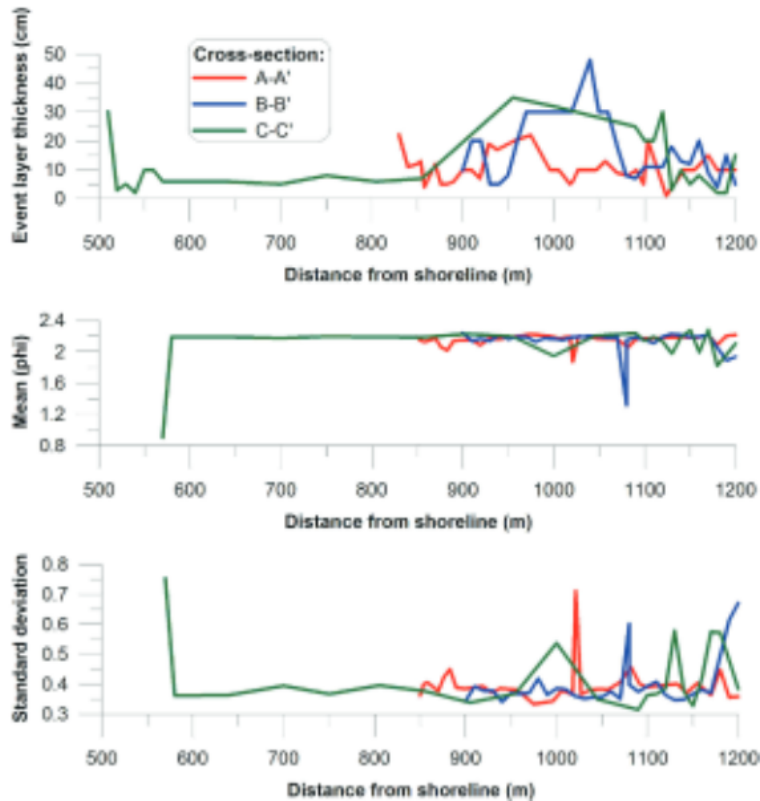 Event layer thickness (cm)
50
40
30
20
10
0
Cross-section:
A-A'
B-B'
C-C'
500 600 700 800 900 1000 1100 1200
Distance from shoreline (m)
Mean (phi)
2.4
2
1.6
1.2
0.8
500 600 700 800 900 1000 1100 1200
Distance from shoreline (m)
Standard deviation
0.8
0.7
0.6
0.5
0.4
0.3
500 600 700 800 900 1000 1100 1200
Distance from shoreline (m)